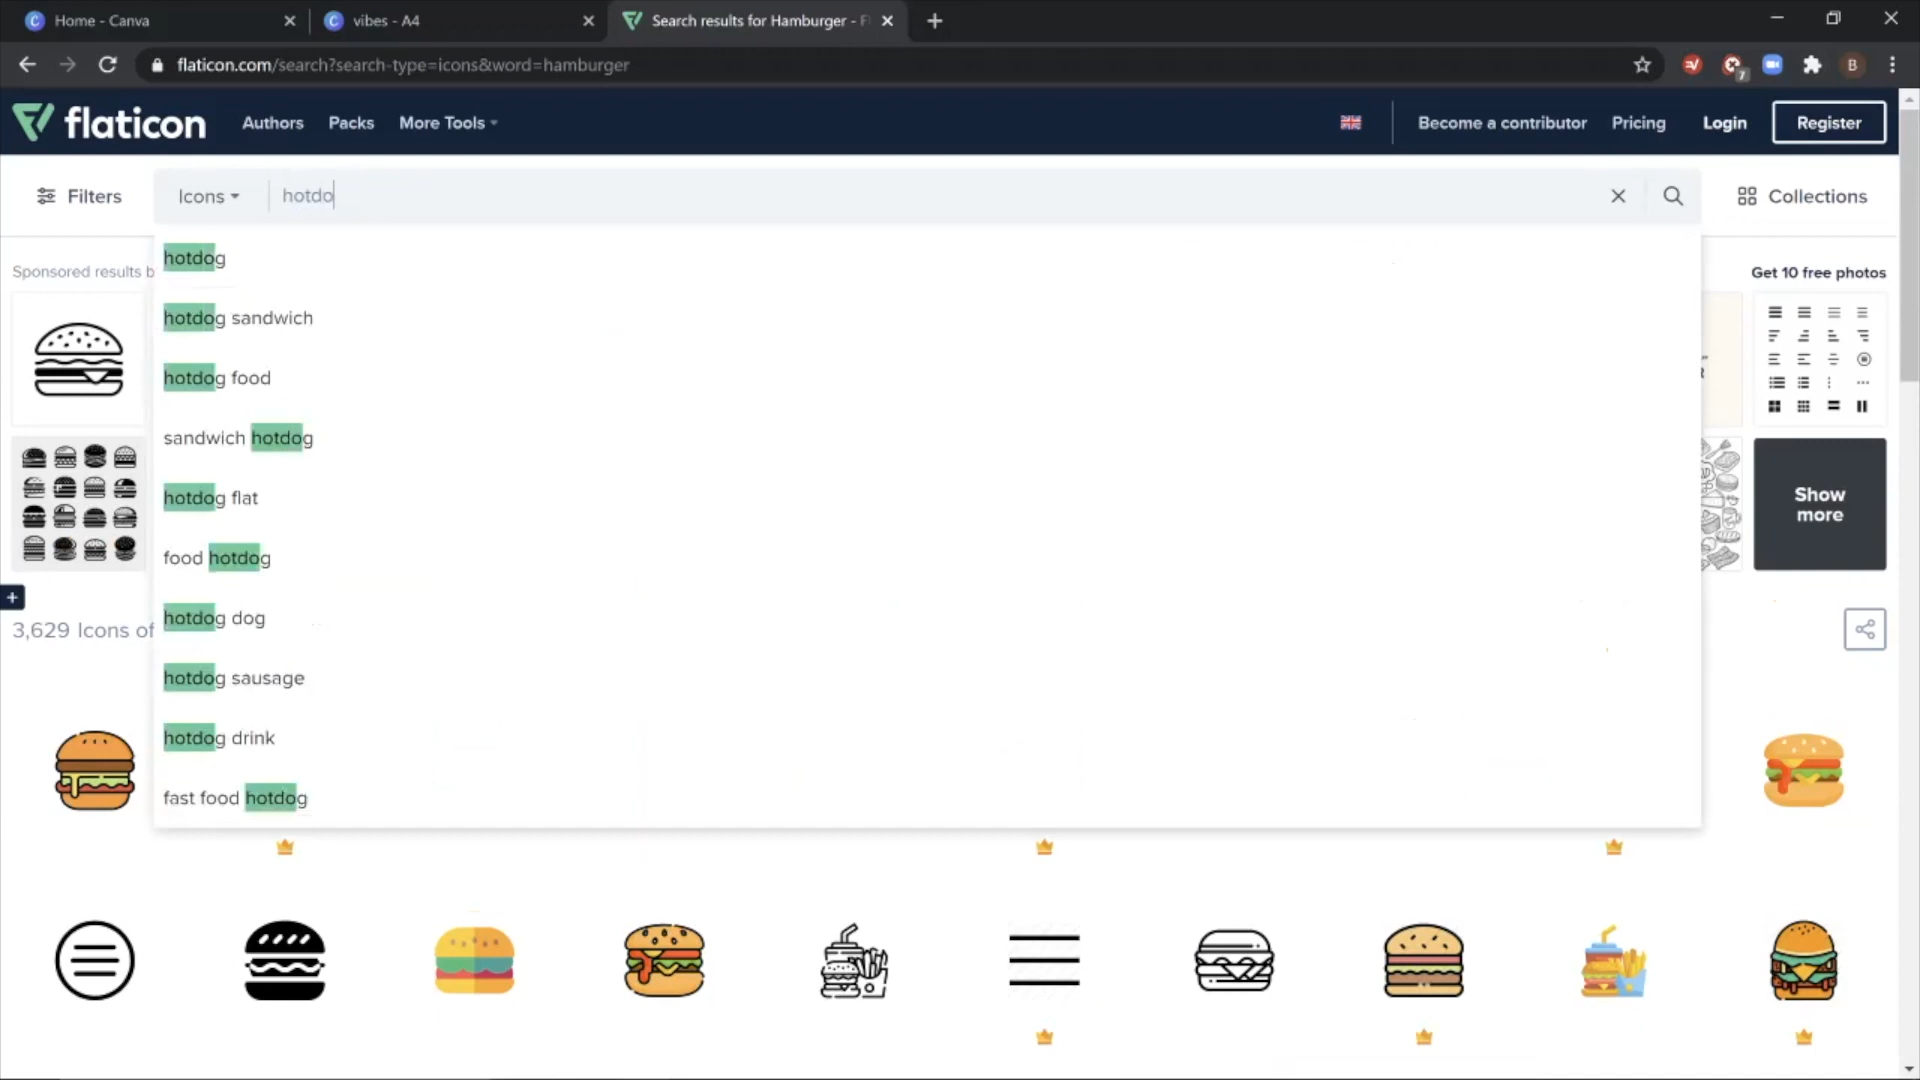 Home - Canva
vibes - A4
Search results for Hamburger - Fl
flaticon.com/search?search-type=icons&word=hamburger
7
B
flaticon
Authors
Packs
More Tools
Become a contributor
Pricing
Login
Register
Filters
Icons
hotdo
Collections
Sponsored results b
Get 10 free photos
hotdog
hotdog sandwich
hotdog food
sandwich hotdog
hotdog flat
food hotdog
hotdog dog
hotdog sausage
hotdog drink
fast food hotdog
Show
more
+
3,629 Icons of